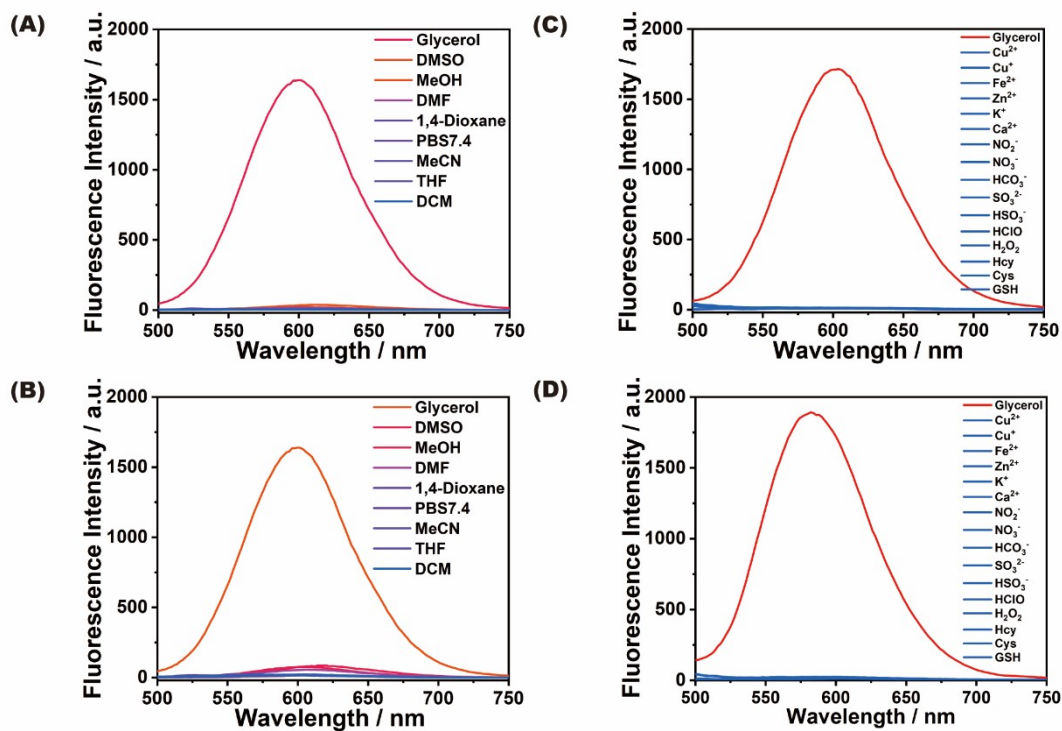 (A)
Fluorescence Intensity / a.u.
2000
1500
1000
500
0
500 550 600 650 700 750
Wavelength / nm
Glycerol
DMSO
MeOH
DMF
1,4-Dioxane
PBS7.4
MeCN
THF
DCM
(C)
Fluorescence Intensity / a.u.
2000
1500
1000
500
0
500 550 600 650 700 750
Wavelength / nm
Glycerol
Cu²⁺
Cu⁺
Fe²⁺
Zn²⁺
K⁺
Ca²⁺
NO₂⁻
NO₃⁻
HCO₃⁻
SO₃²⁻
HSO₃⁻
HClO
H₂O₂
Hcy
Cys
GSH
(B)
Fluorescence Intensity / a.u.
2000
1500
1000
500
0
500 550 600 650 700 750
Wavelength / nm
Glycerol
DMSO
MeOH
DMF
1,4-Dioxane
PBS7.4
MeCN
THF
DCM
(D)
Fluorescence Intensity / a.u.
2000
1500
1000
500
0
500 550 600 650 700 750
Wavelength / nm
Glycerol
Cu²⁺
Cu⁺
Fe²⁺
Zn²⁺
K⁺
Ca²⁺
NO₂⁻
NO₃⁻
HCO₃⁻
SO₃²⁻
HSO₃⁻
HClO
H₂O₂
Hcy
Cys
GSH